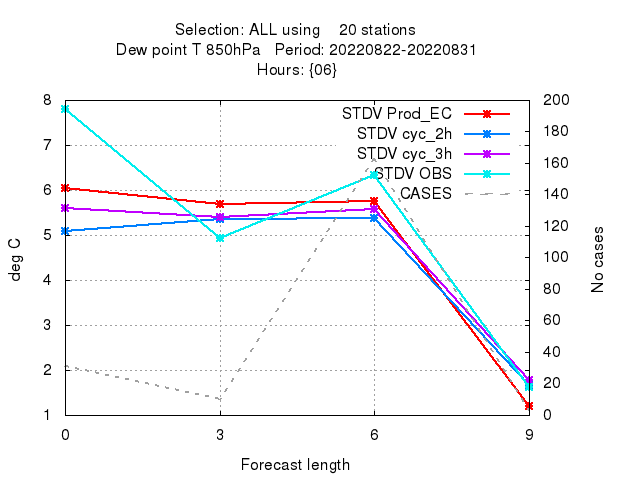 Selection: ALL using    20 stations
Dew point T 850hPa   Period: 20220822-20220831
Hours: {06}
STDV Prod_EC
STDV cyc_2h
STDV cyc_3h
STDV OBS
CASES
8
7
6
5
4
3
2
1
200
180
160
140
120
100
80
60
40
20
0
deg C
No cases
0
3
6
9
Forecast length